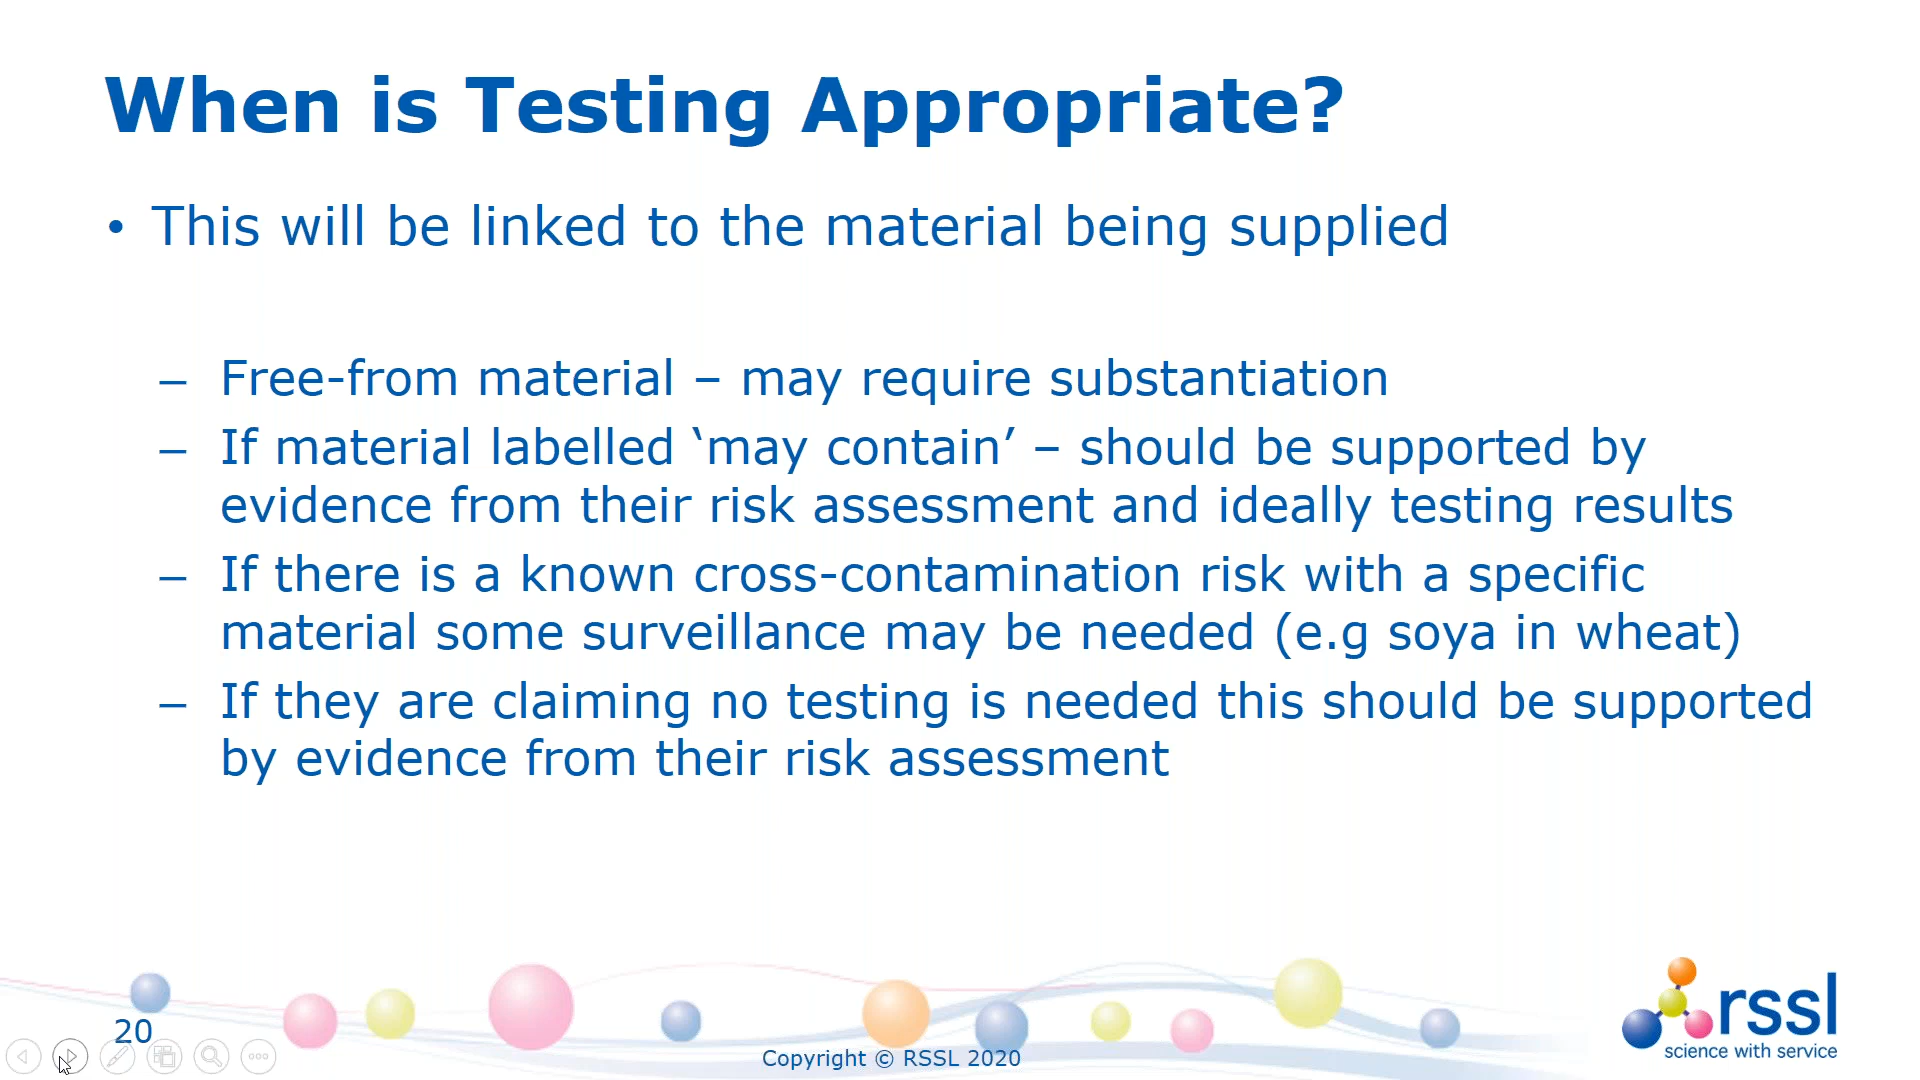 When is Testing Appropriate?
• This will be linked to the material being supplied
– Free-from material – may require substantiation
– If material labelled ‘may contain’ – should be supported by
evidence from their risk assessment and ideally testing results
– If there is a known cross-contamination risk with a specific
material some surveillance may be needed (e.g soya in wheat)
– If they are claiming no testing is needed this should be supported
by evidence from their risk assessment
20
Copyright © RSSL 2020
rssl
science with service